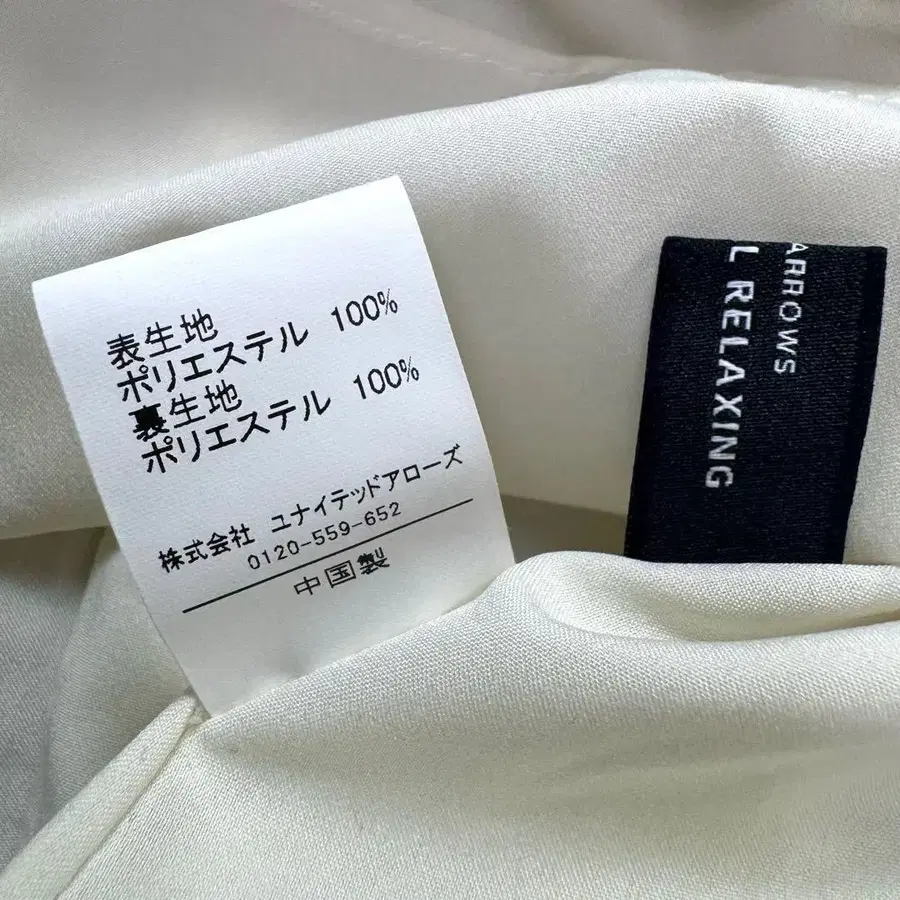 表生地
ポリエステル 100%
裏生地
ポリエステル 100%
株式会社 ユナイテッドアローズ
0120-559-652
中国製
ARROWS
L RELAXING